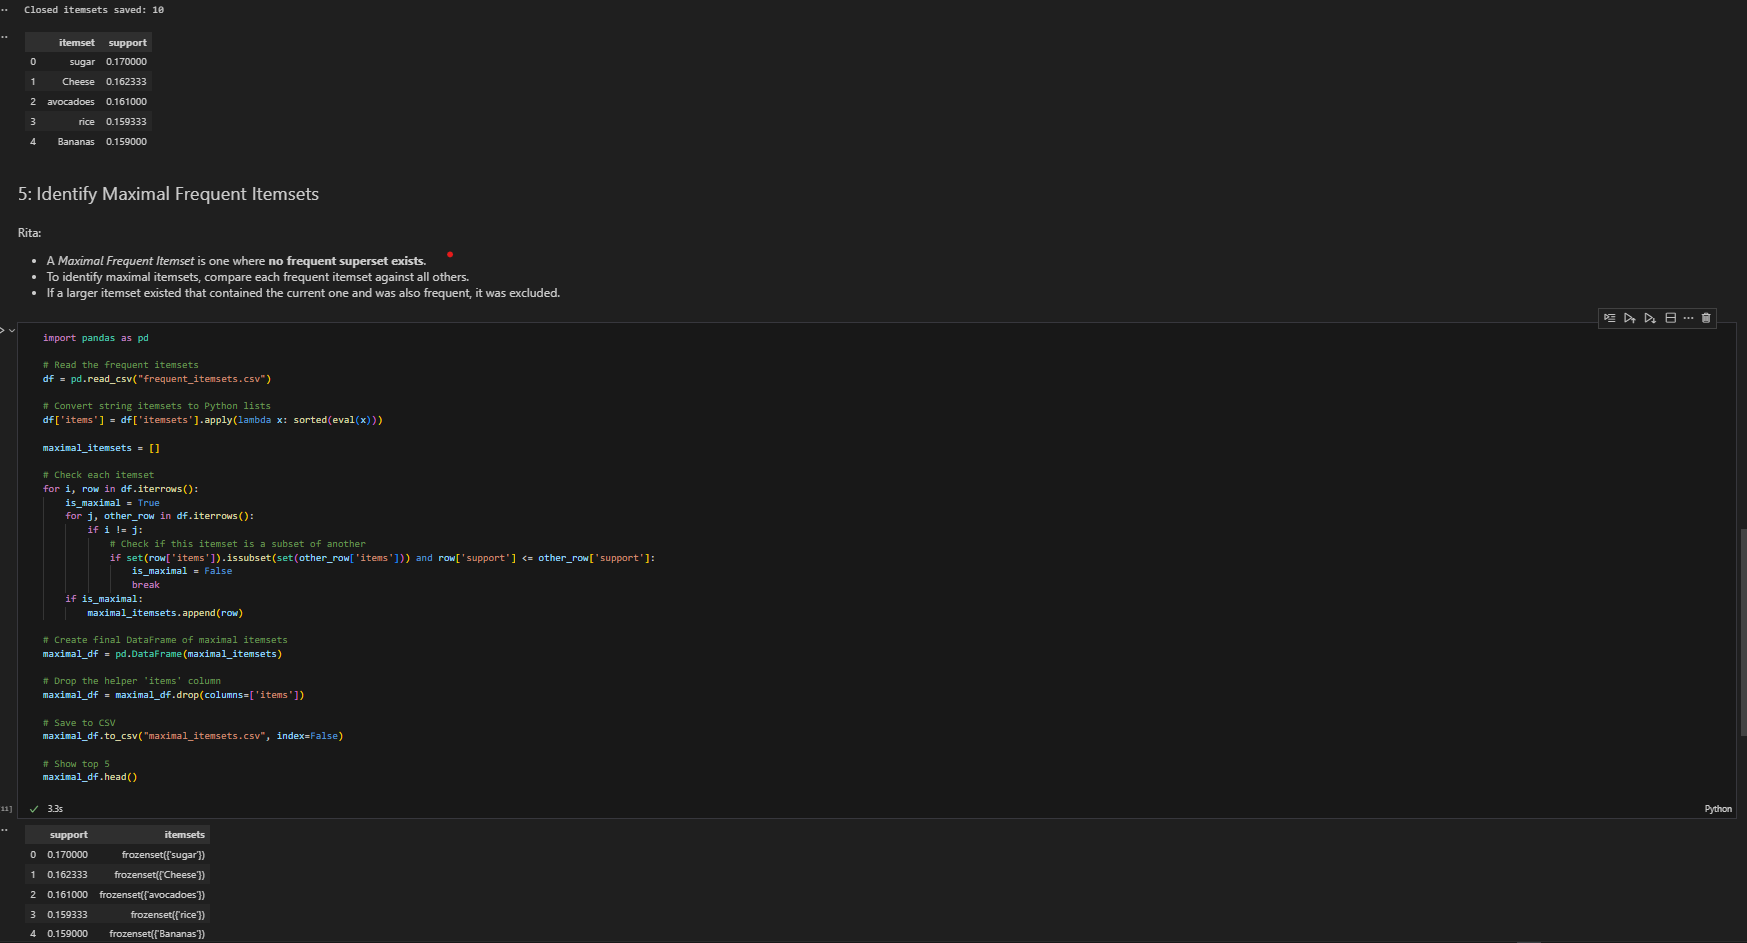 Closed itemsets saved: 10
itemset support
0 sugar 0.170000
1 Cheese 0.162333
2 avocadoes 0.161000
3 rice 0.159333
4 Bananas 0.159000
5: Identify Maximal Frequent Itemsets
Rita:
• A Maximal Frequent Itemset is one where no frequent superset exists.
• To identify maximal itemsets, compare each frequent itemset against all others.
• If a larger itemset existed that contained the current one and was also frequent, it was excluded.
import pandas as pd
# Read the frequent itemsets
df = pd.read_csv("frequent_itemsets.csv")
# Convert string itemsets to Python lists
df['items'] = df['itemsets'].apply(lambda x: sorted(eval(x)))
maximal_itemsets = []
# Check each itemset
for i, row in df.iterrows():
    is_maximal = True
    for j, other_row in df.iterrows():
        if i != j:
            # Check if this itemset is a subset of another
            if set(row['items']).issubset(set(other_row['items'])) and row['support'] <= other_row['support']:
                is_maximal = False
                break
    if is_maximal:
        maximal_itemsets.append(row)
# Create final DataFrame of maximal itemsets
maximal_df = pd.DataFrame(maximal_itemsets)
# Drop the helper 'items' column
maximal_df = maximal_df.drop(columns=['items'])
# Save to CSV
maximal_df.to_csv("maximal_itemsets.csv", index=False)
# Show top 5
maximal_df.head()
11] 3.3s Python
support itemsets
0 0.170000 frozenset({'sugar'})
1 0.162333 frozenset({'Cheese'})
2 0.161000 frozenset({'avocadoes'})
3 0.159333 frozenset({'rice'})
4 0.159000 frozenset({'Bananas'})